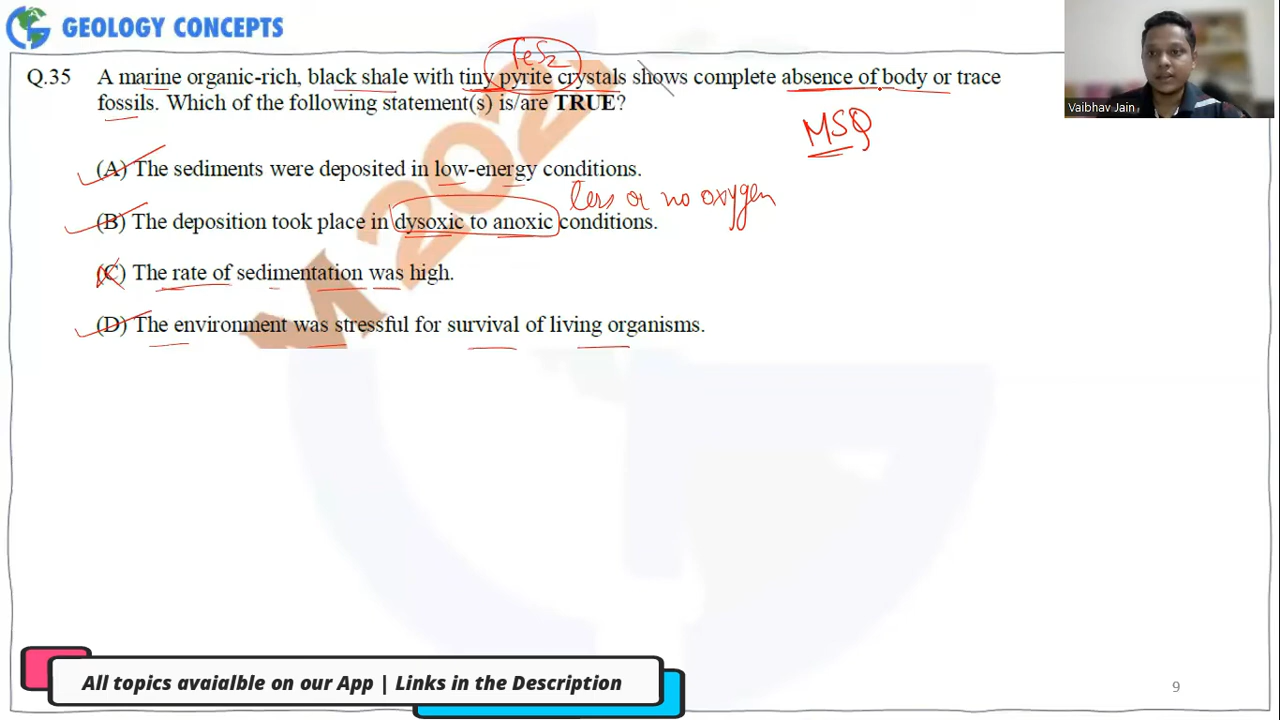 GEOLOGY CONCEPTS
FeS2
Q.35 A marine organic-rich, black shale with tiny pyrite crystals shows complete absence of body or trace
fossils. Which of the following statement(s) is/are TRUE?
MSQ
(A) The sediments were deposited in low-energy conditions.
less or no oxygen
(B) The deposition took place in dysoxic to anoxic conditions.
(C) The rate of sedimentation was high.
(D) The environment was stressful for survival of living organisms.
Vaibhav Jain
M 202
All topics avaialble on our App | Links in the Description
9